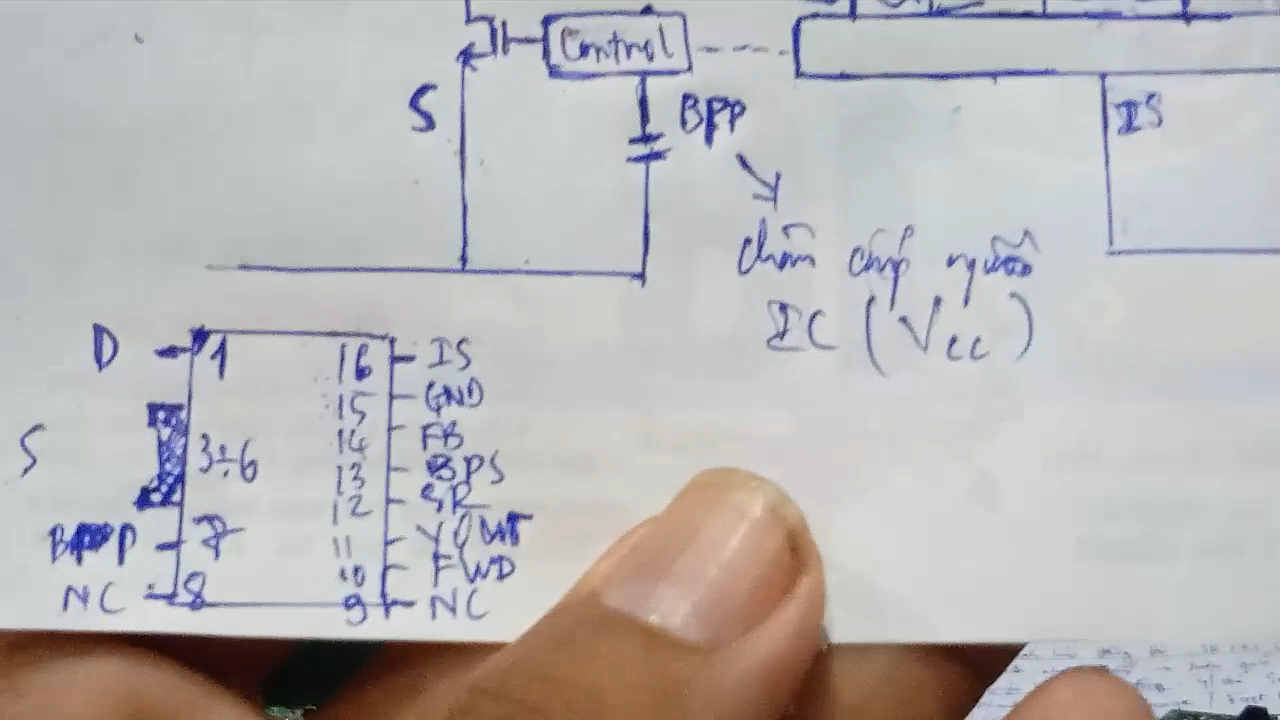 Control
S
BPP
IS
chân cấp nguồn
IC (Vcc)
D 1 16 IS
15 GND
14 FB
S 3÷6 13 BPS
12 SR
BPP 7 11 VOUT
10 FWD
NC 8 9 NC